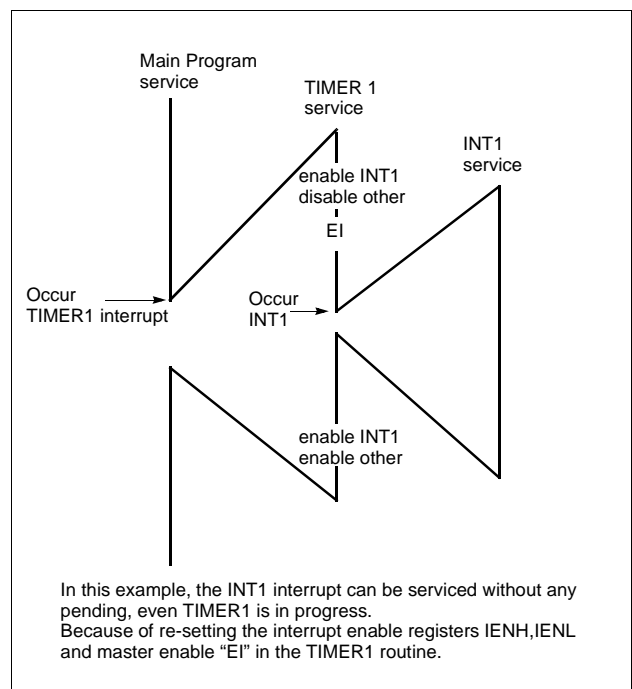 Main Program
service
TIMER 1
service
INT1
service
enable INT1
disable other
EI
Occur
TIMER1 interrupt
Occur
INT1
enable INT1
enable other
In this example, the INT1 interrupt can be serviced without any
pending, even TIMER1 is in progress.
Because of re-setting the interrupt enable registers IENH,IENL
and master enable “EI” in the TIMER1 routine.